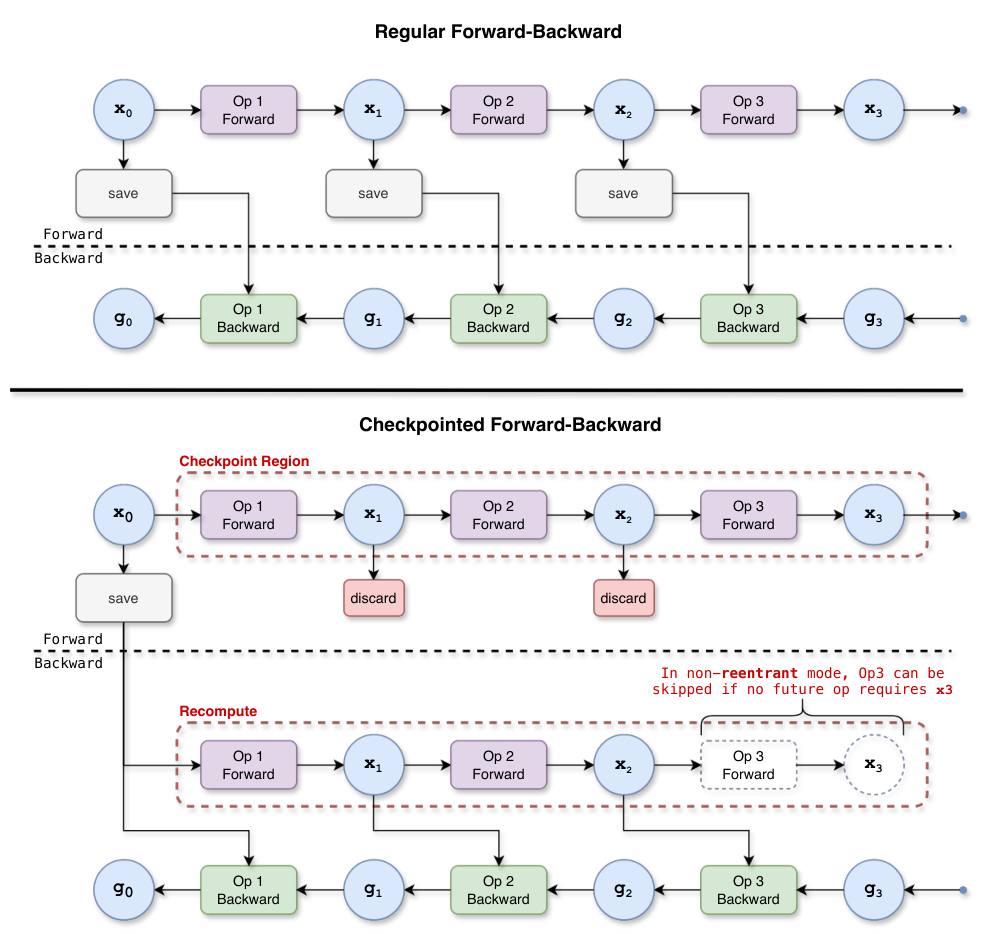 Regular Forward-Backward
x₀
Op 1
Forward
x₁
Op 2
Forward
x₂
Op 3
Forward
x₃
save
save
save
Forward
Backward
g₀
Op 1
Backward
g₁
Op 2
Backward
g₂
Op 3
Backward
g₃
Checkpointed Forward-Backward
Checkpoint Region
x₀
Op 1
Forward
x₁
Op 2
Forward
x₂
Op 3
Forward
x₃
save
discard
discard
Forward
Backward
In non-reentrant mode, Op3 can be
skipped if no future op requires x3
Recompute
Op 1
Forward
x₁
Op 2
Forward
x₂
Op 3
Forward
x₃
g₀
Op 1
Backward
g₁
Op 2
Backward
g₂
Op 3
Backward
g₃